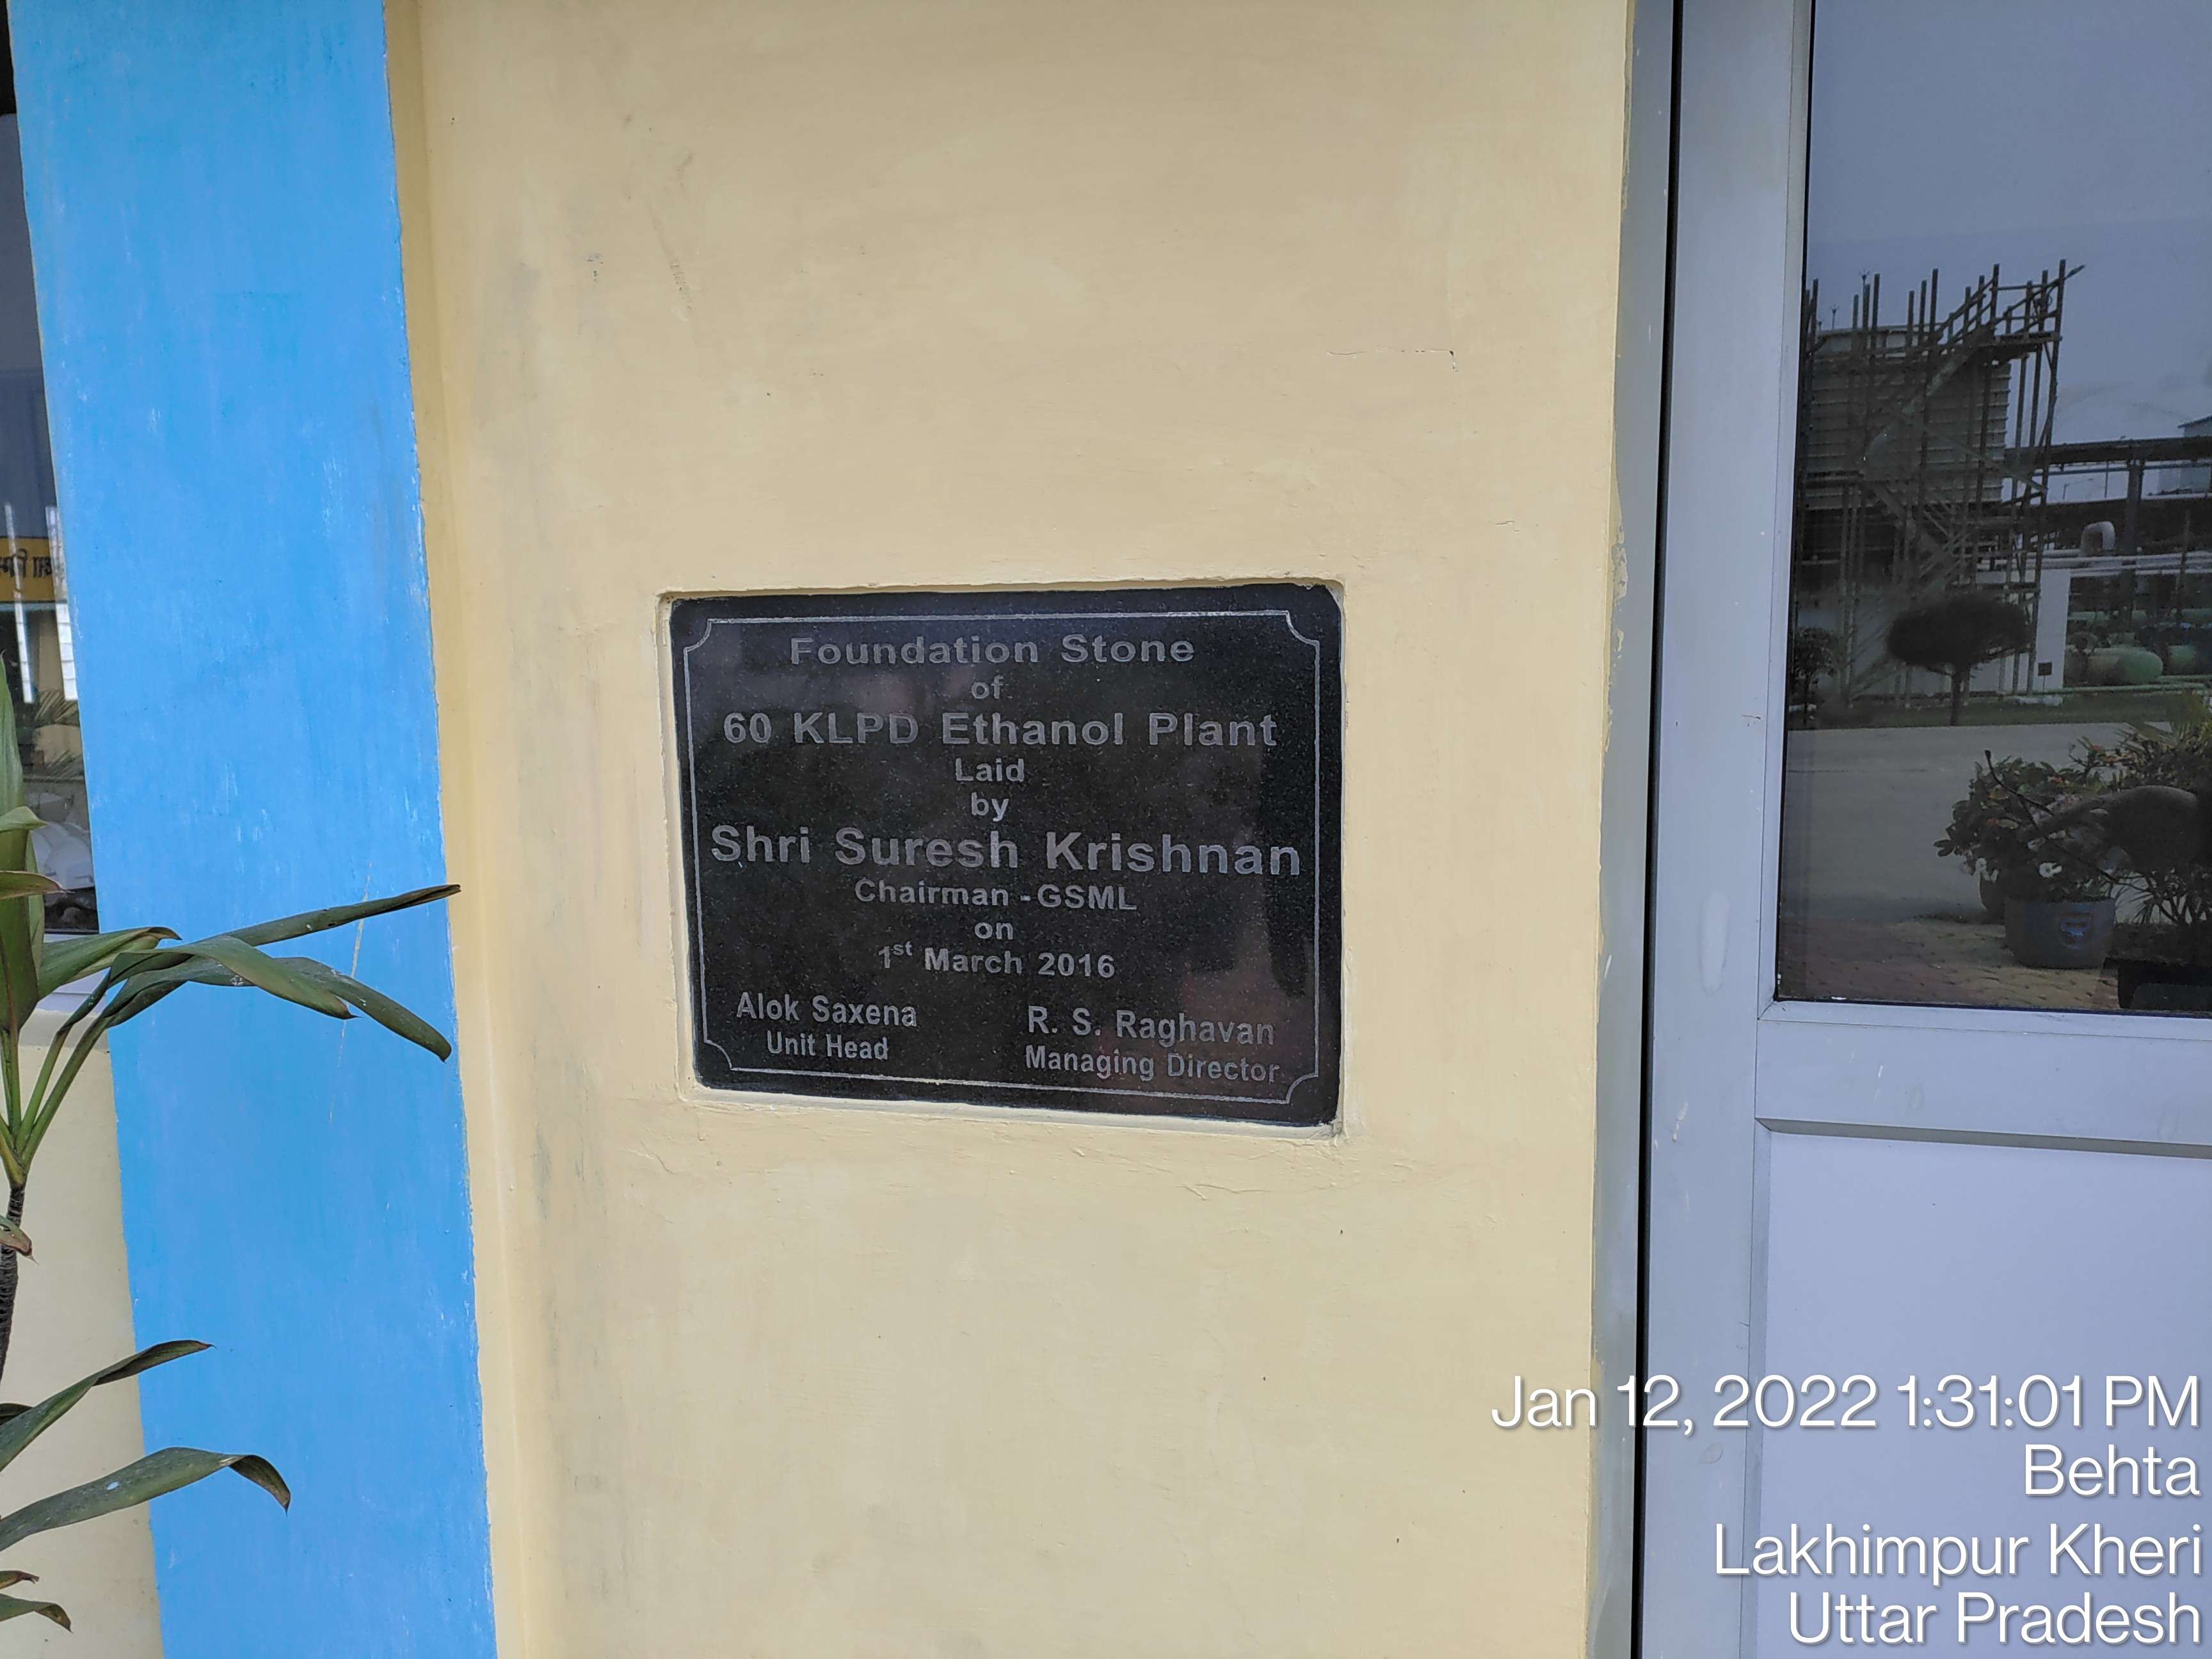 Foundation Stone
of
60 KLPD Ethanol Plant
Laid
by
Shri Suresh Krishnan
Chairman - GSML
on
1st March 2016
Alok Saxena
Unit Head
R. S. Raghavan
Managing Director
Jan 12, 2022 1:31:01 PM
Behta
Lakhimpur Kheri
Uttar Pradesh